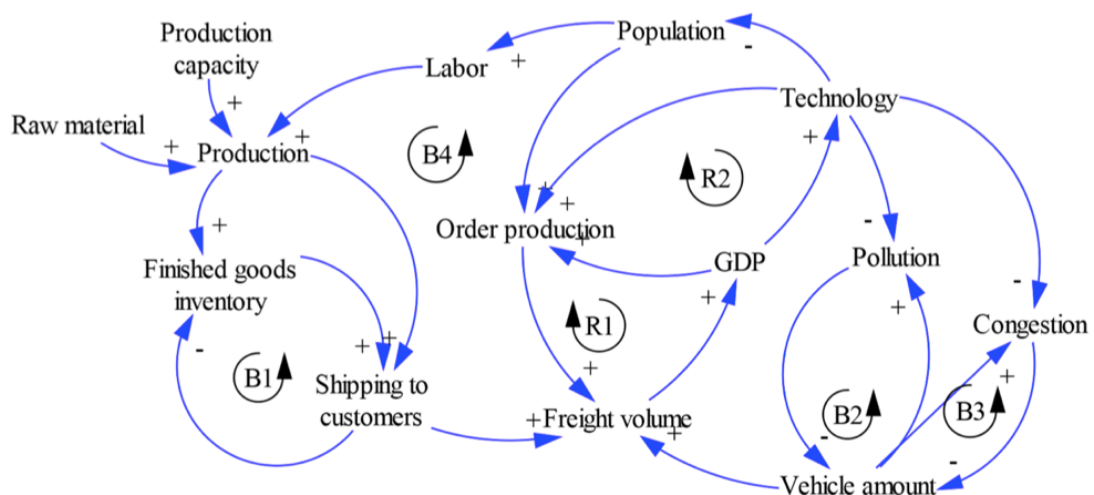 Production
capacity
+
Population
-
Labor
+
Technology
Raw material
+
Production
+
B4
+
R2
-
+
+
Order production
+
+
Finished goods
inventory
GDP
+
Pollution
+
-
Congestion
R1
-
+
+
+
B1
Shipping to
customers
+
+Freight volume
+
B2
-
B3
+
-
Vehicle amount